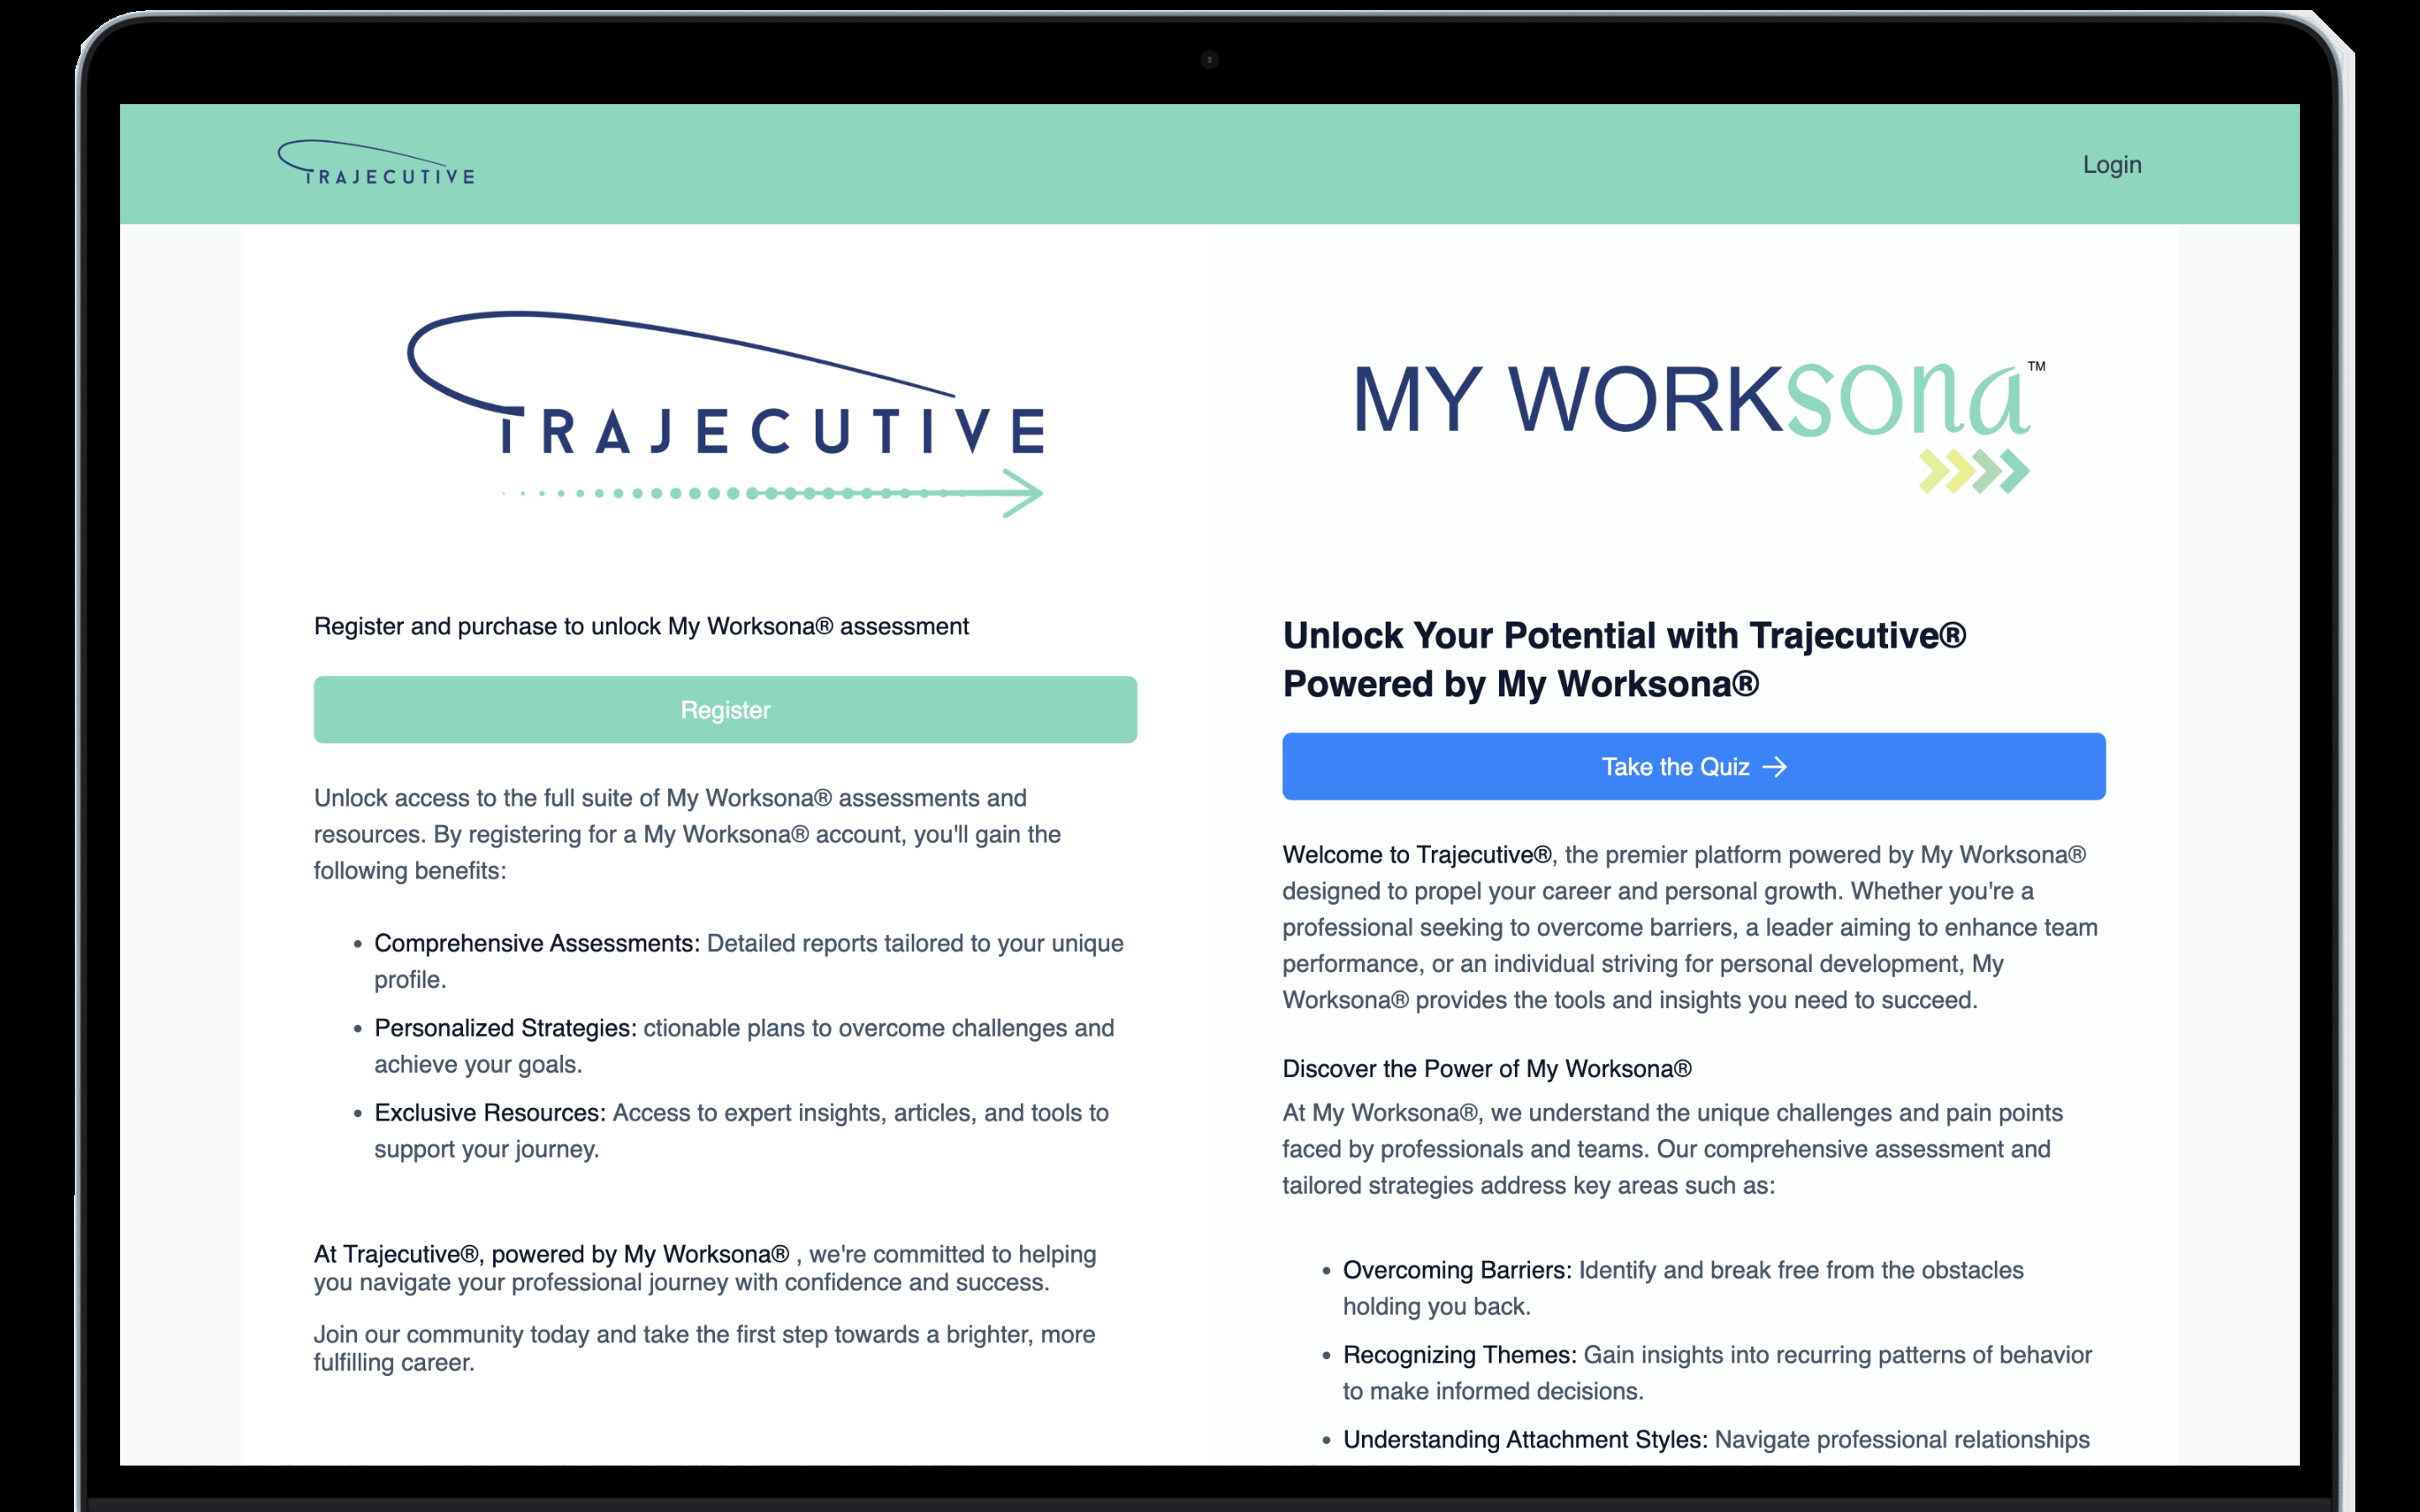 TRAJECUTIVE
Login
TRAJECUTIVE
Register and purchase to unlock My Worksona® assessment
Register
Unlock access to the full suite of My Worksona® assessments and
resources. By registering for a My Worksona® account, you'll gain the
following benefits:
• Comprehensive Assessments: Detailed reports tailored to your unique
profile.
• Personalized Strategies: ctionable plans to overcome challenges and
achieve your goals.
• Exclusive Resources: Access to expert insights, articles, and tools to
support your journey.
At Trajecutive®, powered by My Worksona® , we're committed to helping
you navigate your professional journey with confidence and success.
Join our community today and take the first step towards a brighter, more
fulfilling career.
MY WORKsona™
Unlock Your Potential with Trajecutive®
Powered by My Worksona®
Take the Quiz →
Welcome to Trajecutive®, the premier platform powered by My Worksona®
designed to propel your career and personal growth. Whether you're a
professional seeking to overcome barriers, a leader aiming to enhance team
performance, or an individual striving for personal development, My
Worksona® provides the tools and insights you need to succeed.
Discover the Power of My Worksona®
At My Worksona®, we understand the unique challenges and pain points
faced by professionals and teams. Our comprehensive assessment and
tailored strategies address key areas such as:
• Overcoming Barriers: Identify and break free from the obstacles
holding you back.
• Recognizing Themes: Gain insights into recurring patterns of behavior
to make informed decisions.
• Understanding Attachment Styles: Navigate professional relationships